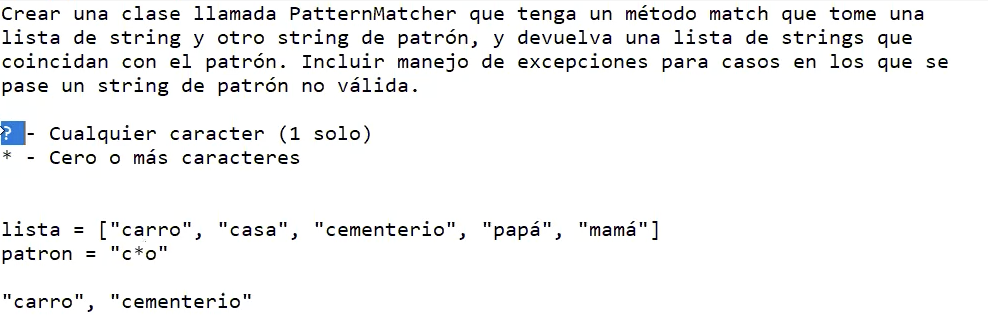 Crear una clase llamada PatternMatcher que tenga un método match que tome una
lista de string y otro string de patrón, y devuelva una lista de strings que
coincidan con el patrón. Incluir manejo de excepciones para casos en los que se
pase un string de patrón no válida.
? - Cualquier caracter (1 solo)
* - Cero o más caracteres
lista = ["carro", "casa", "cementerio", "papá", "mamá"]
patron = "c*o"
"carro", "cementerio"